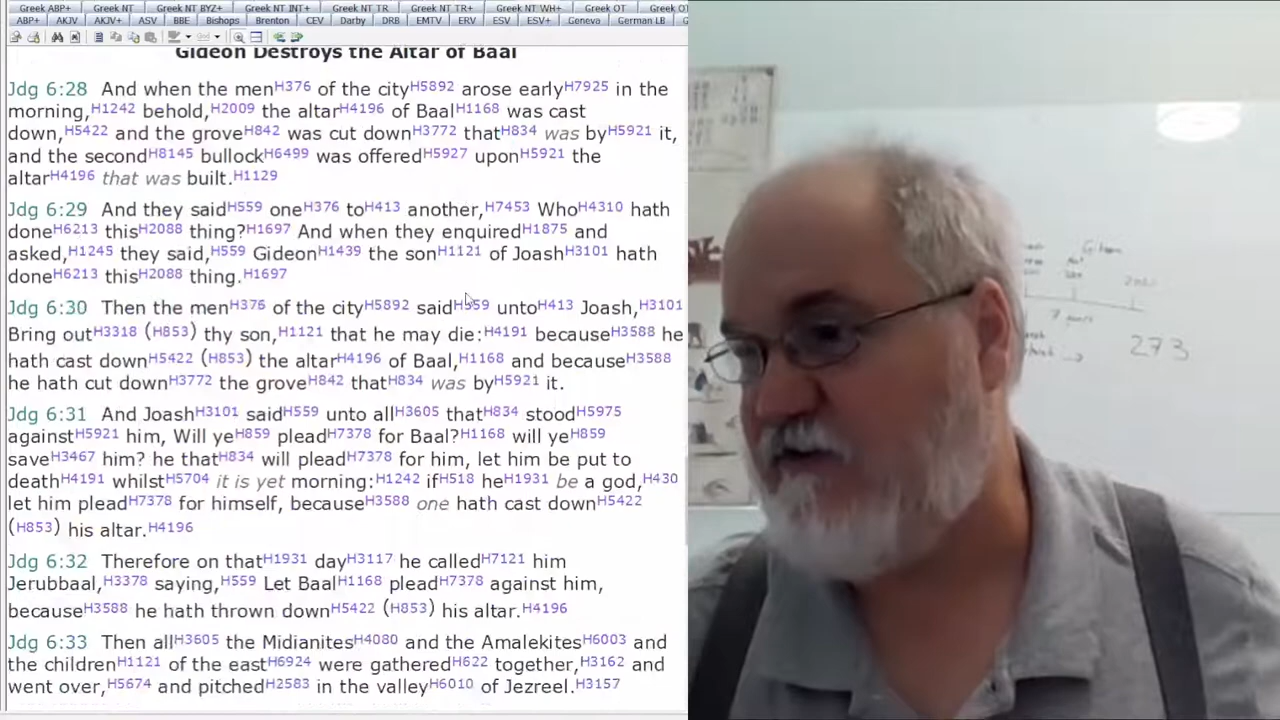 Greek ABP+ Greek NT Greek NT BYZ+ Greek NT INT+ Greek NT TR Greek NT TR+ Greek NT WH+ Greek OT Greek OT
ABP+ AKJV AKJV+ ASV BBE Bishops Brenton CEV Darby DRB EMTV ERV ESV ESV+ Geneva German LB
Gideon Destroys the Altar of Baal
Jdg 6:28 And when the menH376 of the cityH5892 arose earlyH7925 in the
morning,H1242 behold,H2009 the altarH4196 of BaalH1168 was cast
down,H5422 and the groveH842 was cut downH3772 thatH834 was byH5921 it,
and the secondH8145 bullockH6499 was offeredH5927 uponH5921 the
altarH4196 that was built.H1129
Jdg 6:29 And they saidH559 oneH376 toH413 another,H7453 WhoH4310 hath
doneH6213 thisH2088 thing?H1697 And when they enquiredH1875 and
asked,H1245 they said,H559 GideonH1439 the sonH1121 of JoashH3101 hath
doneH6213 thisH2088 thing.H1697
Jdg 6:30 Then the menH376 of the cityH5892 saidH559 untoH413 Joash,H3101
Bring outH3318 (H853) thy son,H1121 that he may die:H4191 becauseH3588 he
hath cast downH5422 (H853) the altarH4196 of Baal,H1168 and becauseH3588
he hath cut downH3772 the groveH842 thatH834 was byH5921 it.
Jdg 6:31 And JoashH3101 saidH559 unto allH3605 thatH834 stoodH5975
againstH5921 him, Will yeH859 pleadH7378 for Baal?H1168 will yeH859
saveH3467 him? he thatH834 will pleadH7378 for him, let him be put to
deathH4191 whilstH5704 it is yet morning:H1242 ifH518 heH1931 be a god,H430
let him pleadH7378 for himself, becauseH3588 one hath cast downH5422
(H853) his altar.H4196
Jdg 6:32 Therefore on thatH1931 dayH3117 he calledH7121 him
Jerubbaal,H3378 saying,H559 Let BaalH1168 pleadH7378 against him,
becauseH3588 he hath thrown downH5422 (H853) his altar.H4196
Jdg 6:33 Then allH3605 the MidianitesH4080 and the AmalekitesH6003 and
the childrenH1121 of the eastH6924 were gatheredH622 together,H3162 and
went over,H5674 and pitchedH2583 in the valleyH6010 of Jezreel.H3157
Gideon
7 years
273